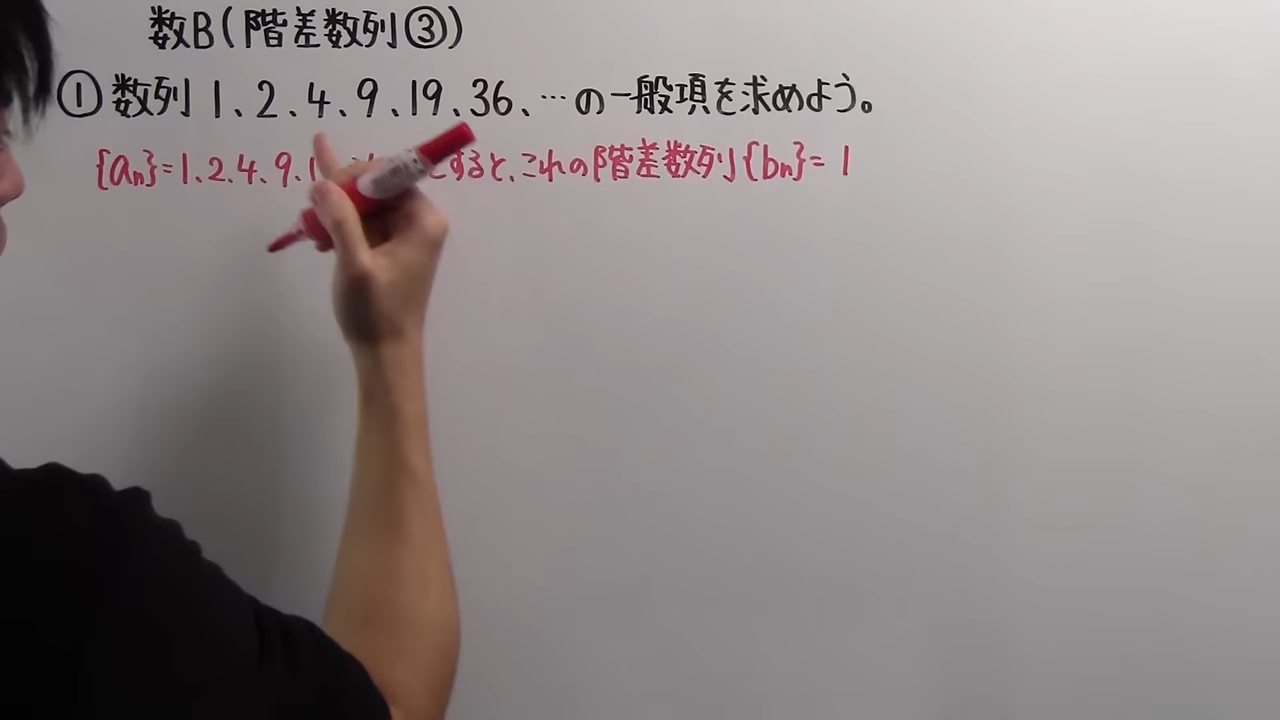 数B(階差数列③)
①数列 1、2、4、9、19、36、…の一般項を求めよう。
{an}=1、2、4、9、1 とすると、これの階差数列{bn}= 1